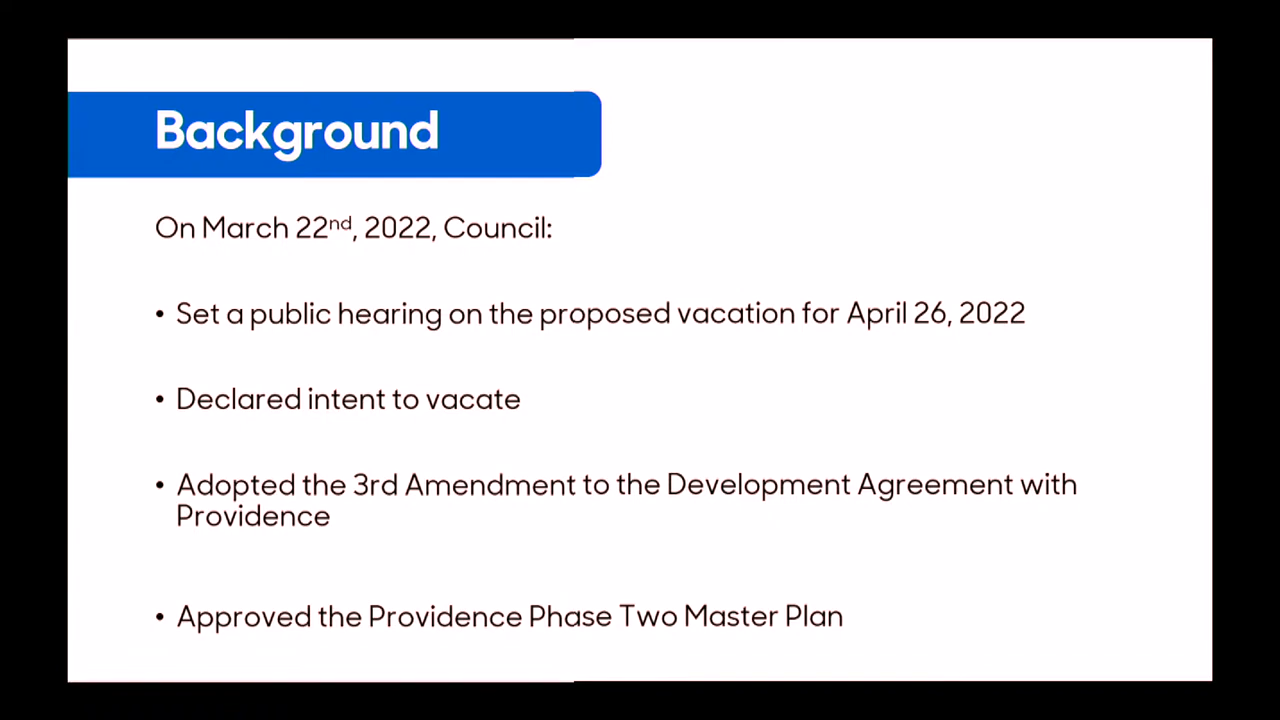 Background
On March 22nd, 2022, Council:
• Set a public hearing on the proposed vacation for April 26, 2022
• Declared intent to vacate
• Adopted the 3rd Amendment to the Development Agreement with
Providence
• Approved the Providence Phase Two Master Plan